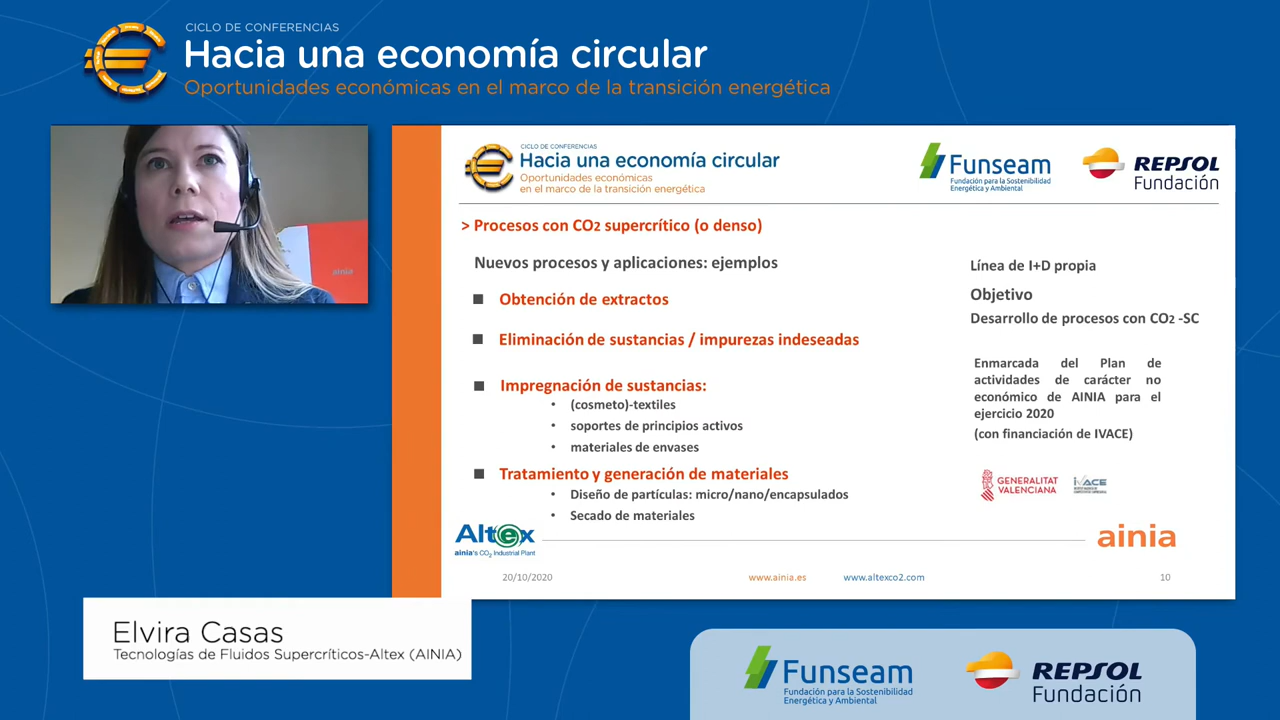 CICLO DE CONFERENCIAS
Hacia una economía circular
Oportunidades económicas en el marco de la transición energética
ainia
CICLO DE CONFERENCIAS
Hacia una economía circular
Oportunidades económicas
en el marco de la transición energética
Funseam
Fundación para la Sostenibilidad
Energética y Ambiental
REPSOL
Fundación
> Procesos con CO2 supercrítico (o denso)
Nuevos procesos y aplicaciones: ejemplos
■ Obtención de extractos
■ Eliminación de sustancias / impurezas indeseadas
■ Impregnación de sustancias:
• (cosmeto)-textiles
• soportes de principios activos
• materiales de envases
■ Tratamiento y generación de materiales
• Diseño de partículas: micro/nano/encapsulados
• Secado de materiales
Línea de I+D propia
Objetivo
Desarrollo de procesos con CO2 -SC
Enmarcada del Plan de
actividades de carácter no
económico de AINIA para el
ejercicio 2020
(con financiación de IVACE)
GENERALITAT
VALENCIANA
IVACE
Altex
ainia's CO2 Industrial Plant
ainia
20/10/2020
www.ainia.es
www.altexco2.com
10
Elvira Casas
Tecnologías de Fluidos Supercríticos-Altex (AINIA)
Funseam
Fundación para la Sostenibilidad
Energética y Ambiental
REPSOL
Fundación